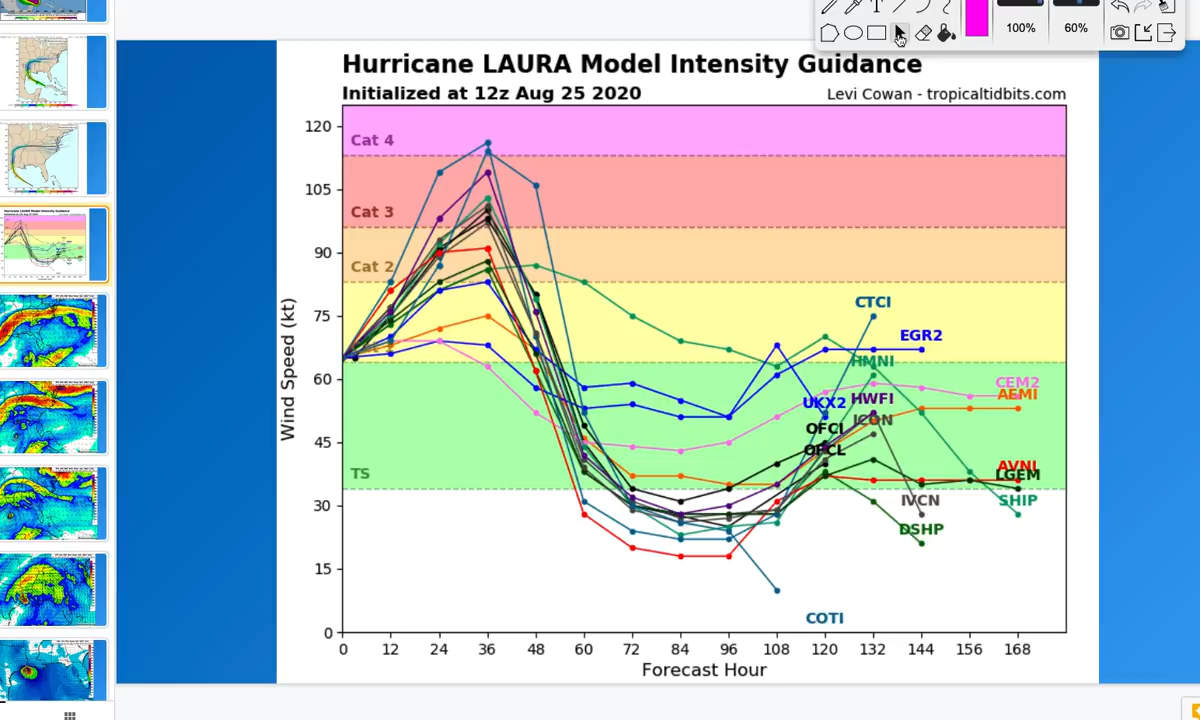 100%
60%
Hurricane LAURA Model Intensity Guidance
Initialized at 12z Aug 25 2020
Levi Cowan - tropicaltidbits.com
Wind Speed (kt)
120
105
90
75
60
45
30
15
0
Cat 4
Cat 3
Cat 2
TS
CTCI
EGR2
HMNI
CEM2
AEMI
UKX2
HWFI
ICON
OFCI
OFCL
AVNI
LGEM
IVCN
SHIP
DSHP
COTI
0 12 24 36 48 60 72 84 96 108 120 132 144 156 168
Forecast Hour